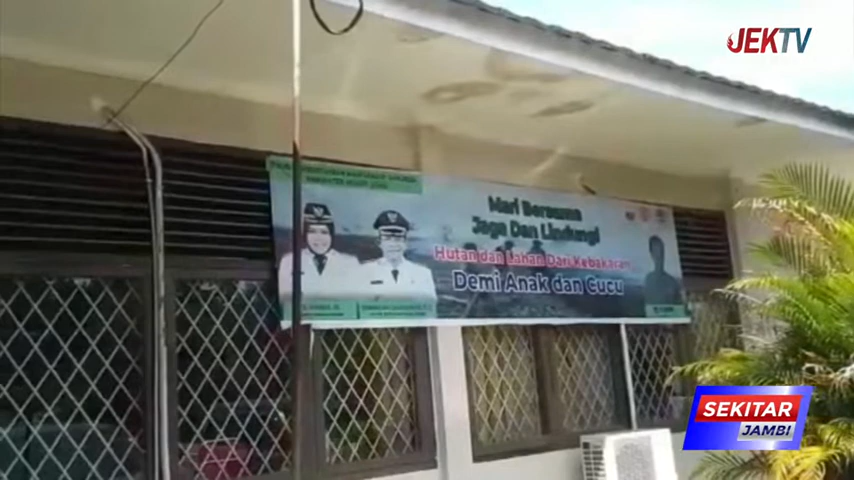 JEKTV
Mari Bersama
Jaga Dan Lindungi
Hutan dan Lahan Dari Kebakaran
Demi Anak dan Cucu
SEKITAR
JAMBI